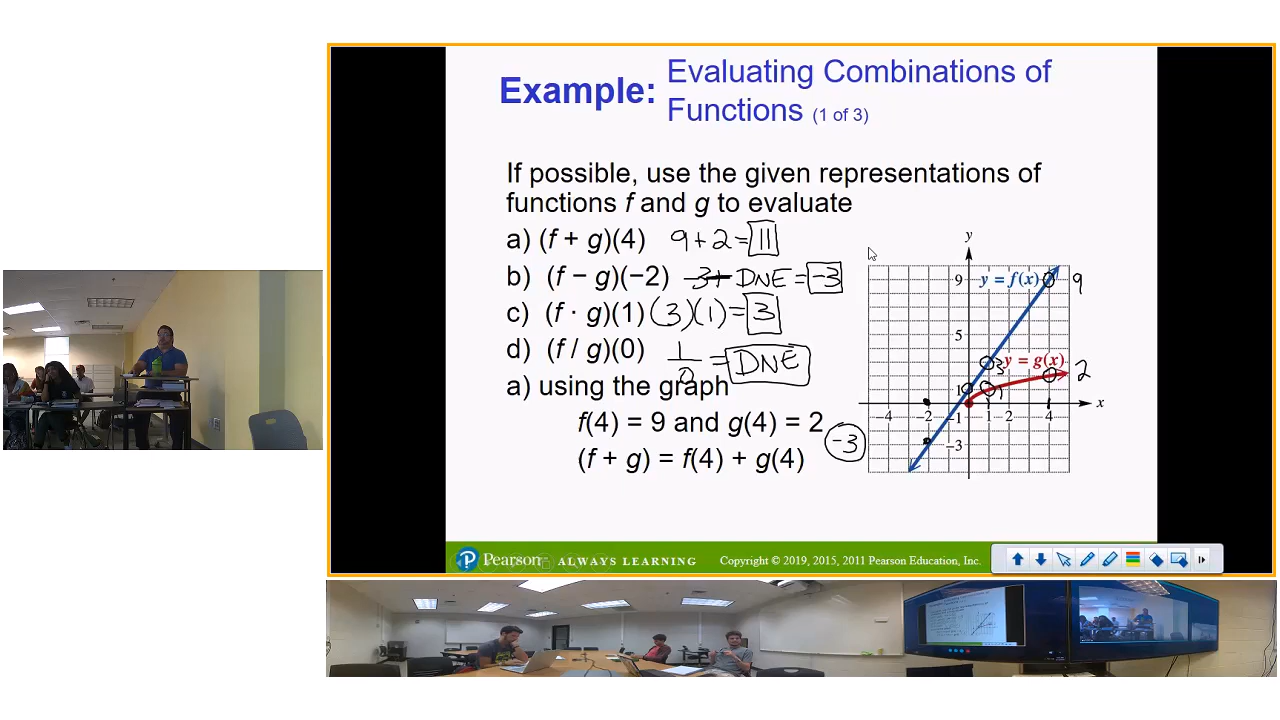 Example: Evaluating Combinations of
Functions (1 of 3)
If possible, use the given representations of
functions f and g to evaluate
a) (f + g)(4) 9 + 2 = 11
b) (f − g)(−2) -3+ DNE = -3
c) (f · g)(1) (3)(1) = 3
d) (f / g)(0) 1/0 = DNE
a) using the graph
f(4) = 9 and g(4) = 2
(f + g) = f(4) + g(4)
-3
y
9 y = f(x) 9
5
3 y = g(x) 2
1 1
−4 −2 −1 1 2 4 x
−3
Pearson ALWAYS LEARNING Copyright © 2019, 2015, 2011 Pearson Education, Inc.